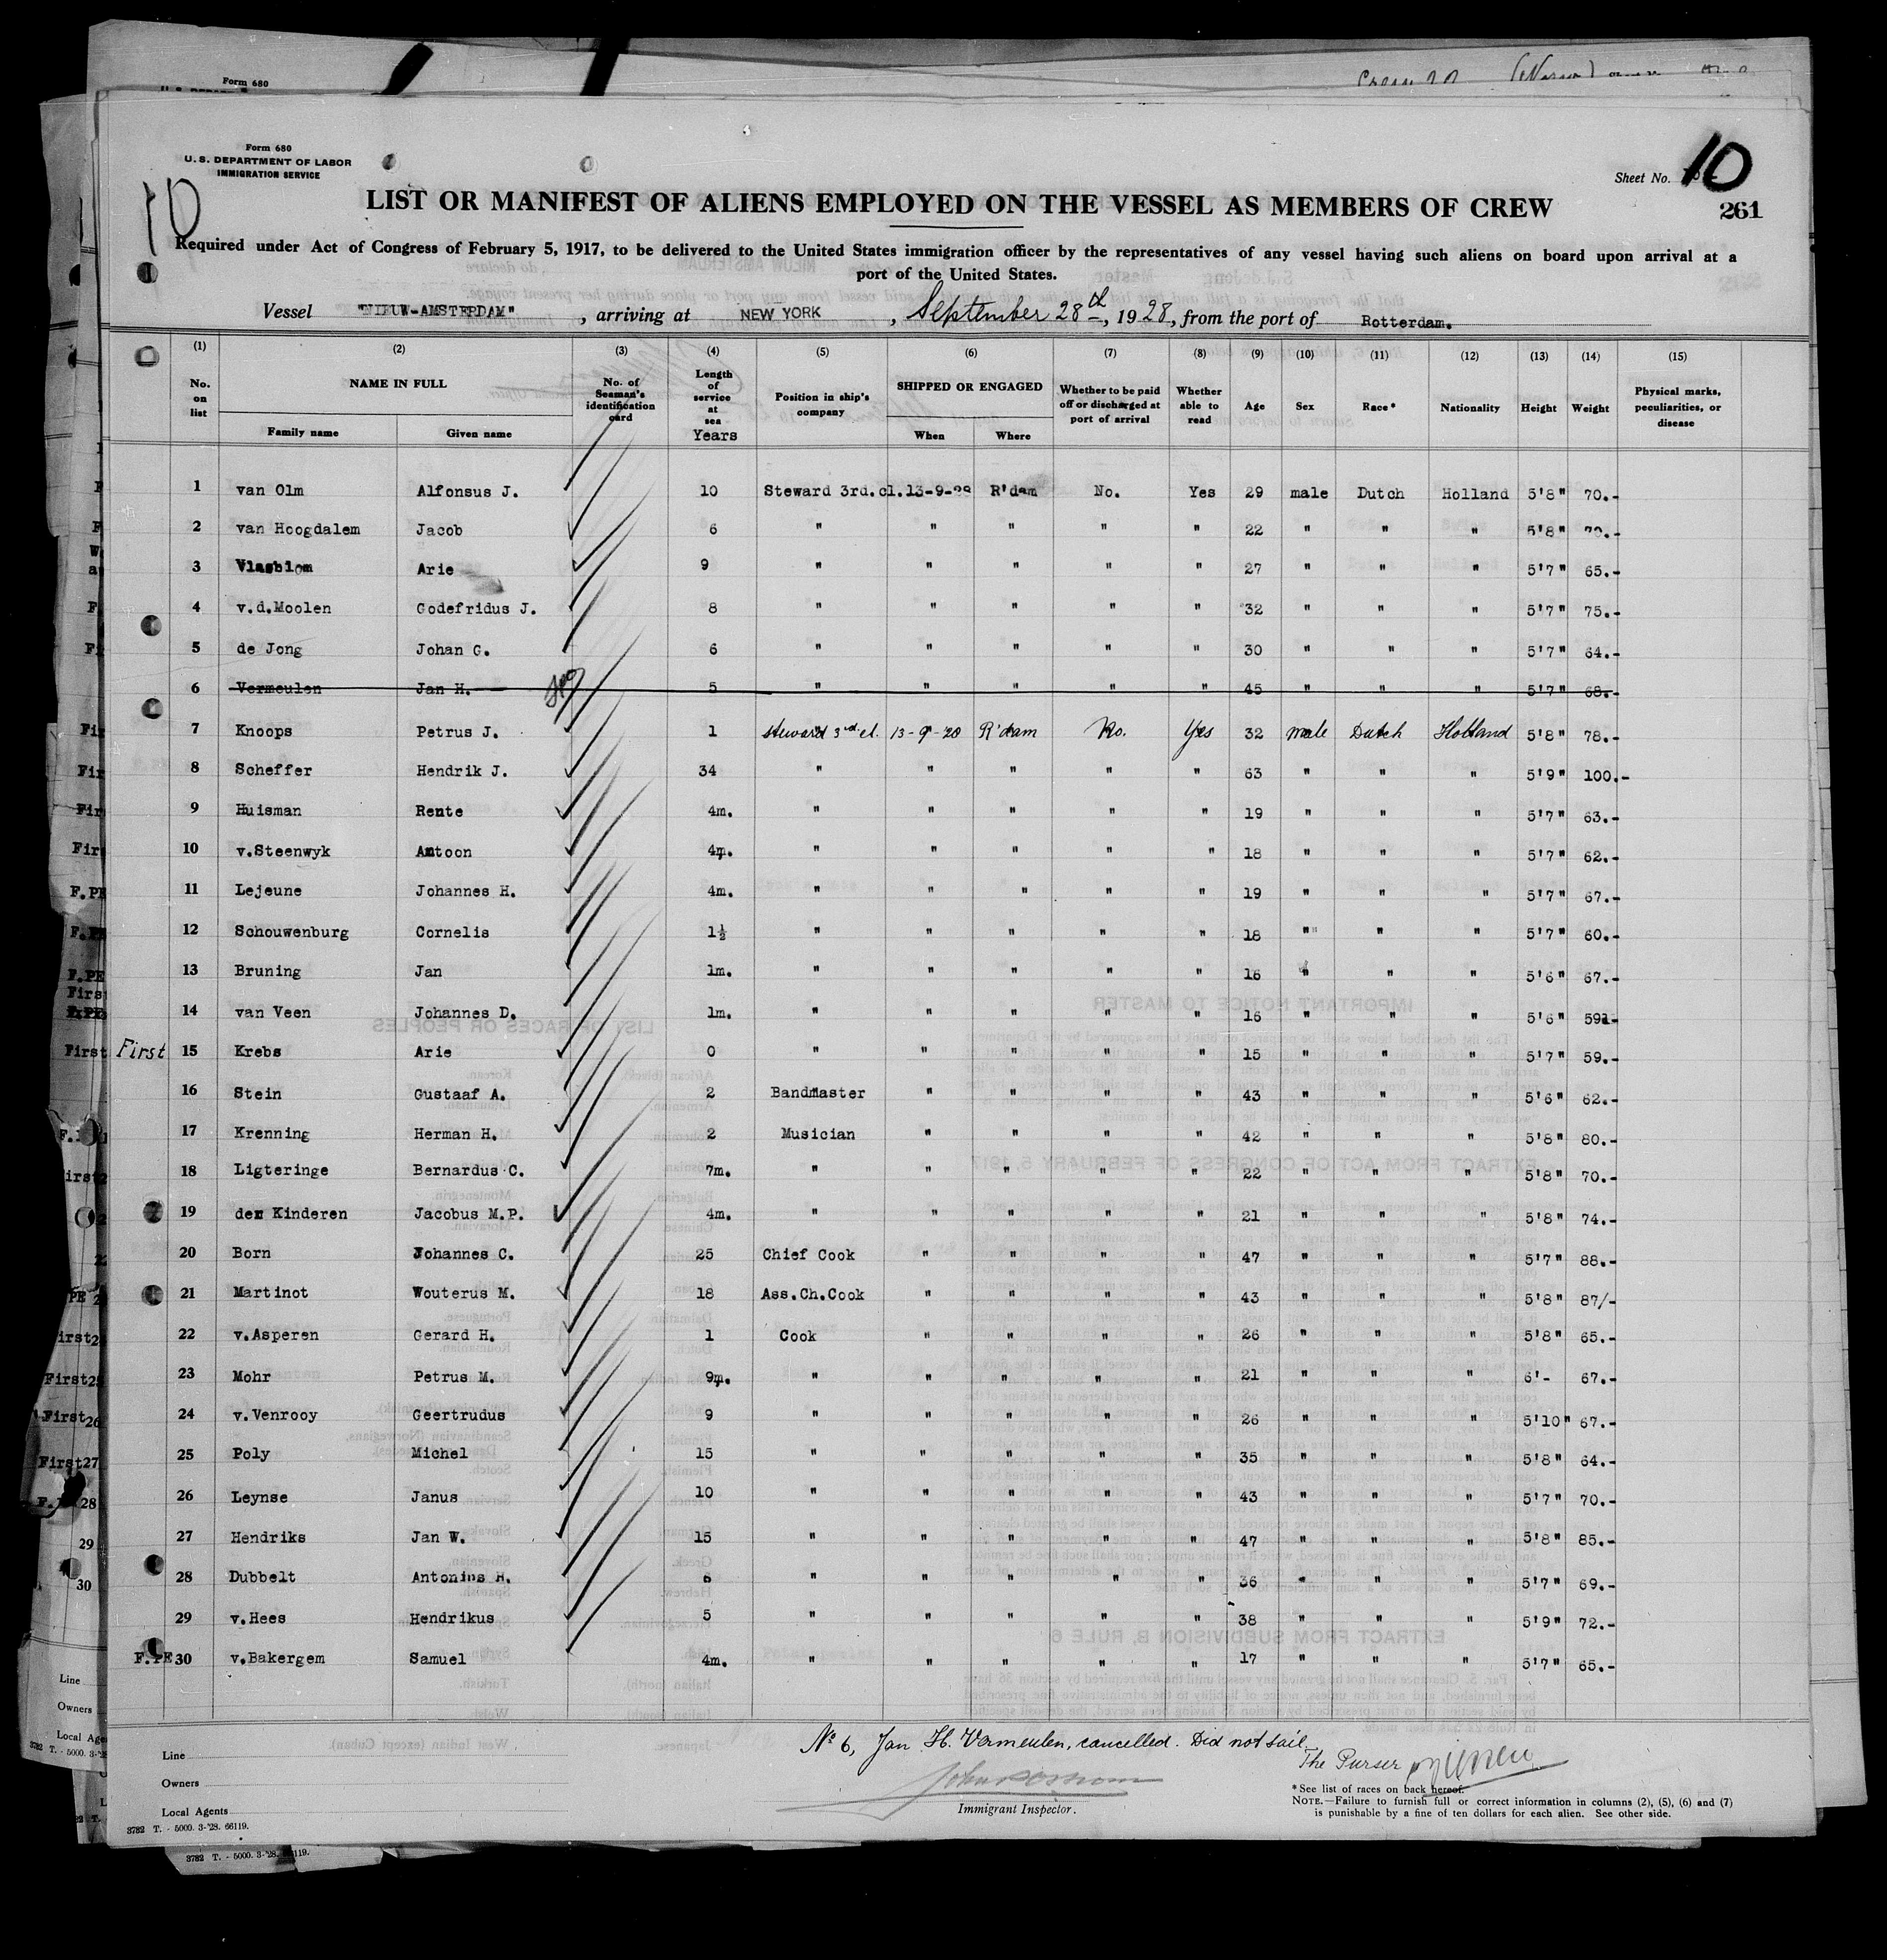 Form 680
Form 680
U. S. DEPARTMENT OF LABOR
IMMIGRATION SERVICE
10
Sheet No. 10
261
LIST OR MANIFEST OF ALIENS EMPLOYED ON THE VESSEL AS MEMBERS OF CREW
Required under Act of Congress of February 5, 1917, to be delivered to the United States immigration officer by the representatives of any vessel having such aliens on board upon arrival at a
port of the United States.
Vessel "NIEUW-AMSTERDAM", arriving at NEW YORK, September 28th, 1928, from the port of Rotterdam.
(1) (2) (3) (4) (5) (6) (7) (8) (9) (10) (11) (12) (13) (14) (15)
No. on list NAME IN FULL Family name Given name No. of Seaman's identification card Length of service at sea Years Position in ship's company SHIPPED OR ENGAGED When Where Whether to be paid off or discharged at port of arrival Whether able to read Age Sex Race* Nationality Height Weight Physical marks, peculiarities, or disease
1 van Olm Alfonsus J. 10 Steward 3rd.cl. 13-9-28 R'dam No. Yes 29 male Dutch Holland 5'8" 70.-
2 van Hoogdalem Jacob 6 " " " " " 22 " " " 5'8" 70.-
3 Vlasblom Arie 9 " " " " " 27 " " " 5'7" 65.-
4 v.d.Moolen Godefridus J. 8 " " " " " 32 " " " 5'7" 75.-
5 de Jong Johan G. 6 " " " " " 30 " " " 5'7" 64.-
6 Vermeulen Jan H. 5 " " " " " 45 " " " 5'7" 68.-
7 Knoops Petrus J. 1 steward 3rd cl. 13-9-28 R'dam No. Yes 32 male Dutch Holland 5'8" 78.-
8 Scheffer Hendrik J. 34 " " " " " 63 " " " 5'9" 100.-
9 Huisman Rente 4m. " " " " " 19 " " " 5'7" 63.-
10 v.Steenwyk Antoon 4m. " " " " " 18 " " " 5'7" 62.-
11 Lejeune Johannes H. 4m. " " " " " 19 " " " 5'7" 67.-
12 Schouwenburg Cornelis 1½ " " " " " 18 " " " 5'7" 60.-
13 Bruning Jan 1m. " " " " " 16 " " " 5'6" 67.-
14 van Veen Johannes D. 1m. " " " " " 16 " " " 5'6" 59.-
First 15 Krebs Arie 0 " " " " " 15 " " " 5'7" 59.-
16 Stein Gustaaf A. 2 Bandmaster " " " " 43 " " " 5'6" 62.-
17 Krenning Herman H. 2 Musician " " " " 42 " " " 5'8" 80.-
18 Ligteringe Bernardus C. 7m. " " " " " 22 " " " 5'8" 70.-
19 den Kinderen Jacobus M.P. 4m. " " " " " 21 " " " 5'8" 74.-
20 Born Johannes C. 25 Chief Cook " " " " 47 " " " 5'7" 88.-
21 Martinot Wouterus M. 18 Ass.Ch.Cook " " " " 43 " " " 5'8" 87/-
22 v.Asperen Gerard H. 1 Cook " " " " 26 " " " 5'8" 65.-
23 Mohr Petrus M. 9m. " " " " " 21 " " " 6'- 67.-
24 v.Venrooy Geertrudus 9 " " " " " 26 " " " 5'10" 67.-
25 Poly Michel 15 " " " " " 35 " " " 5'8" 64.-
26 Leynse Janus 10 " " " " " 43 " " " 5'7" 70.-
27 Hendriks Jan W. 15 " " " " " 47 " " " 5'8" 85.-
28 Dubbelt Antonius H. 6 " " " " " 36 " " " 5'7" 69.-
29 v.Hees Hendrikus 5 " " " " " 38 " " " 5'9" 72.-
F.PE 30 v.Bakergem Samuel 4m. " " " " " 17 " " " 5'7" 65.-
No 6, Jan H. Vermeulen, cancelled. Did not sail
The Purser
Line
Owners
Local Agents
Immigrant Inspector.
*See list of races on back hereof.
NOTE.—Failure to furnish full or correct information in columns (2), (5), (6) and (7)
is punishable by a fine of ten dollars for each alien. See other side.
3782 T. - 5000. 3-'28. 66119.